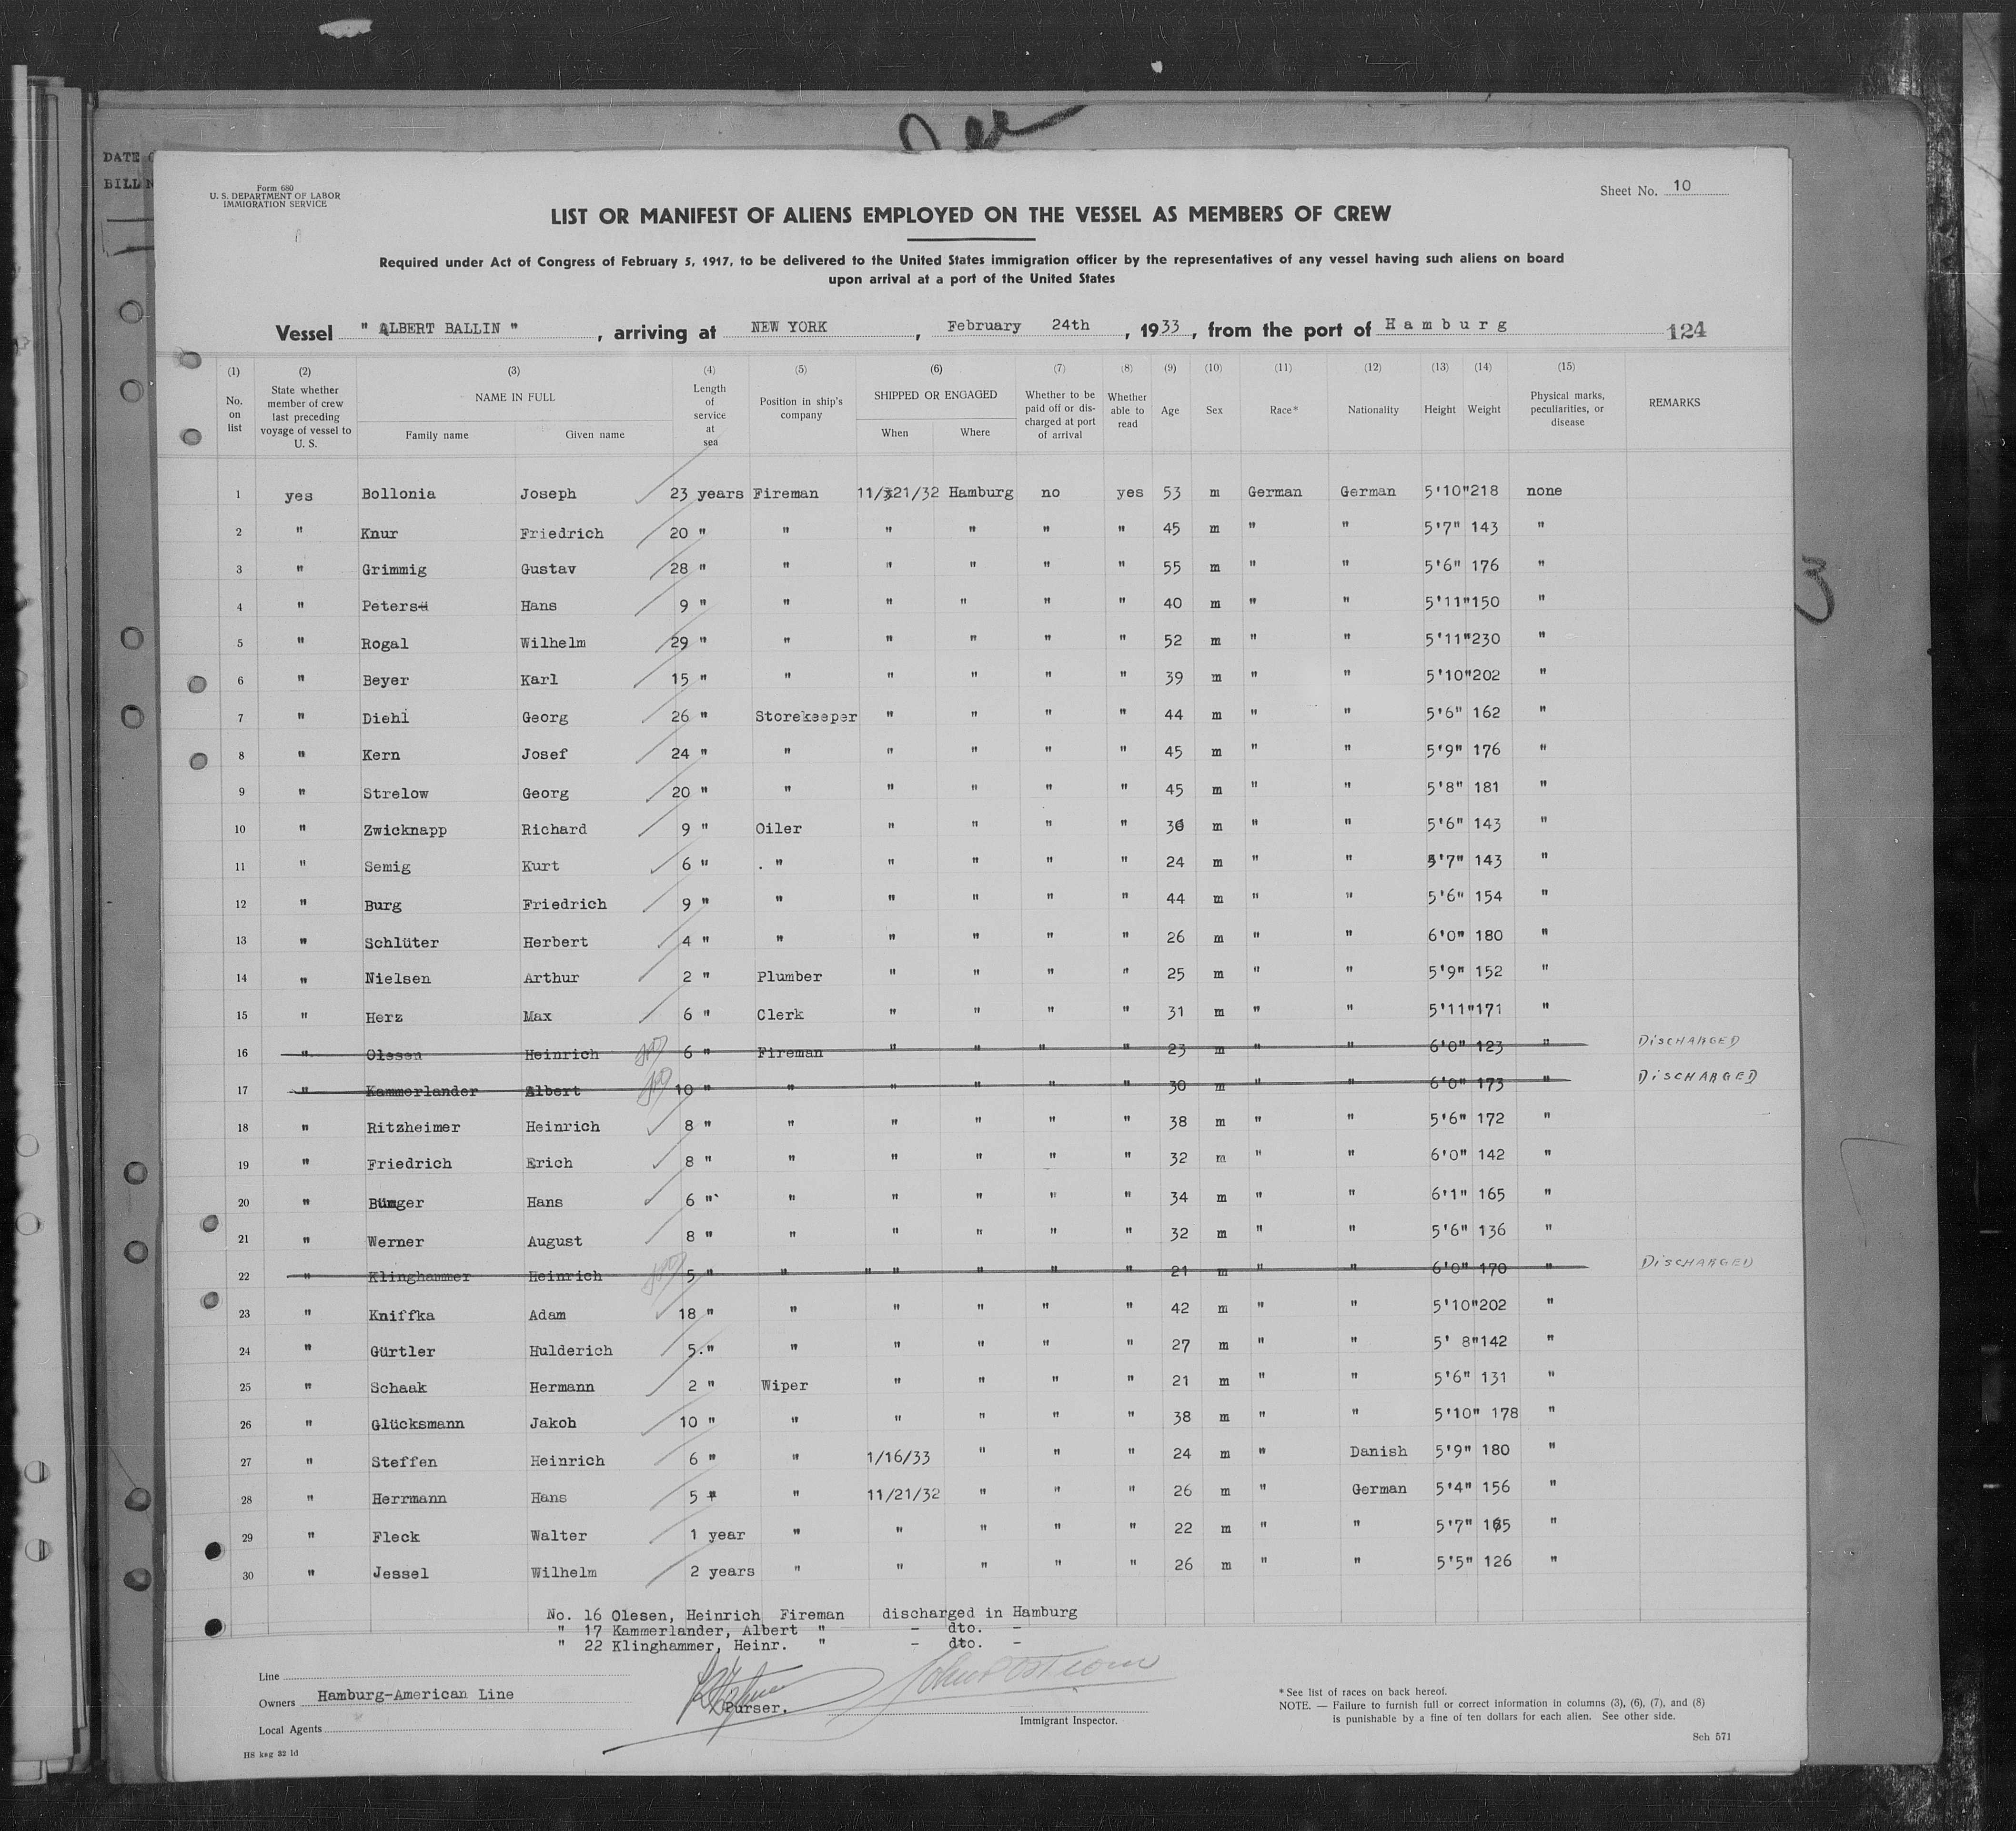 DATE
BILL N
Form 680
U. S. DEPARTMENT OF LABOR
IMMIGRATION SERVICE
Sheet No. 10
LIST OR MANIFEST OF ALIENS EMPLOYED ON THE VESSEL AS MEMBERS OF CREW
Required under Act of Congress of February 5, 1917, to be delivered to the United States immigration officer by the representatives of any vessel having such aliens on board
upon arrival at a port of the United States
Vessel " ALBERT BALLIN ", arriving at NEW YORK, February 24th, 1933, from the port of Hamburg 124
(1) (2) (3) (4) (5) (6) (7) (8) (9) (10) (11) (12) (13) (14) (15)
No. on list | State whether member of crew last preceding voyage of vessel to U. S. | NAME IN FULL Family name Given name | Length of service at sea | Position in ship's company | SHIPPED OR ENGAGED When Where | Whether to be paid off or discharged at port of arrival | Whether able to read | Age | Sex | Race* | Nationality | Height | Weight | Physical marks, peculiarities, or disease | REMARKS
1 yes Bollonia Joseph 23 years Fireman 11/21/32 Hamburg no yes 53 m German German 5'10" 218 none
2 " Knur Friedrich 20 " " " " " " 45 m " " 5'7" 143 "
3 " Grimmig Gustav 28 " " " " " " 55 m " " 5'6" 176 "
4 " Peters Hans 9 " " " " " " 40 m " " 5'11" 150 "
5 " Rogal Wilhelm 29 " " " " " " 52 m " " 5'11" 230 "
6 " Beyer Karl 15 " " " " " " 39 m " " 5'10" 202 "
7 " Diehl Georg 26 " Storekeeper " " " " 44 m " " 5'6" 162 "
8 " Kern Josef 24 " " " " " " 45 m " " 5'9" 176 "
9 " Strelow Georg 20 " " " " " " 45 m " " 5'8" 181 "
10 " Zwicknapp Richard 9 " Oiler " " " " 36 m " " 5'6" 143 "
11 " Semig Kurt 6 " " " " " " 24 m " " 5'7" 143 "
12 " Burg Friedrich 9 " " " " " " 44 m " " 5'6" 154 "
13 " Schlüter Herbert 4 " " " " " " 26 m " " 6'0" 180 "
14 " Nielsen Arthur 2 " Plumber " " " " 25 m " " 5'9" 152 "
15 " Herz Max 6 " Clerk " " " " 31 m " " 5'11" 171 "
16 " Olesen Heinrich 6 " Fireman " " " " 23 m " " 6'0" 123 " DISCHARGED
17 " Kammerlander Albert 10 " " " " " " 30 m " " 6'0" 173 " DISCHARGED
18 " Ritzheimer Heinrich 8 " " " " " " 38 m " " 5'6" 172 "
19 " Friedrich Erich 8 " " " " " " 32 m " " 6'0" 142 "
20 " Bünger Hans 6 " " " " " " 34 m " " 6'1" 165 "
21 " Werner August 8 " " " " " " 32 m " " 5'6" 136 "
22 " Klinghammer Heinrich 5 " " " " " " " 21 m " " 6'0" 170 " DISCHARGED
23 " Kniffka Adam 18 " " " " " " 42 m " " 5'10" 202 "
24 " Gürtler Hulderich 5." " " " " " 27 m " " 5' 8" 142 "
25 " Schaak Hermann 2 " Wiper " " " " 21 m " " 5'6" 131 "
26 " Glücksmann Jakob 10 " " " " " " 38 m " " 5'10" 178 "
27 " Steffen Heinrich 6 " " 1/16/33 " " " 24 m " Danish 5'9" 180 "
28 " Herrmann Hans 5 " " 11/21/32 " " " 26 m " German 5'4" 156 "
29 " Fleck Walter 1 year " " " " " 22 m " " 5'7" "
30 " Jessel Wilhelm 2 years " " " " " 26 m " " 5'5" 126 "
No. 16 Olesen, Heinrich Fireman discharged in Hamburg
" 17 Kammerlander, Albert " - dto. -
" 22 Klinghammer, Heinr. " - dto. -
Line
Owners Hamburg-American Line
Local Agents
Purser.
Immigrant Inspector.
* See list of races on back hereof.
NOTE. — Failure to furnish full or correct information in columns (3), (6), (7), and (8)
is punishable by a fine of ten dollars for each alien. See other side.
HS ksg 32 1d
Sch 571
3